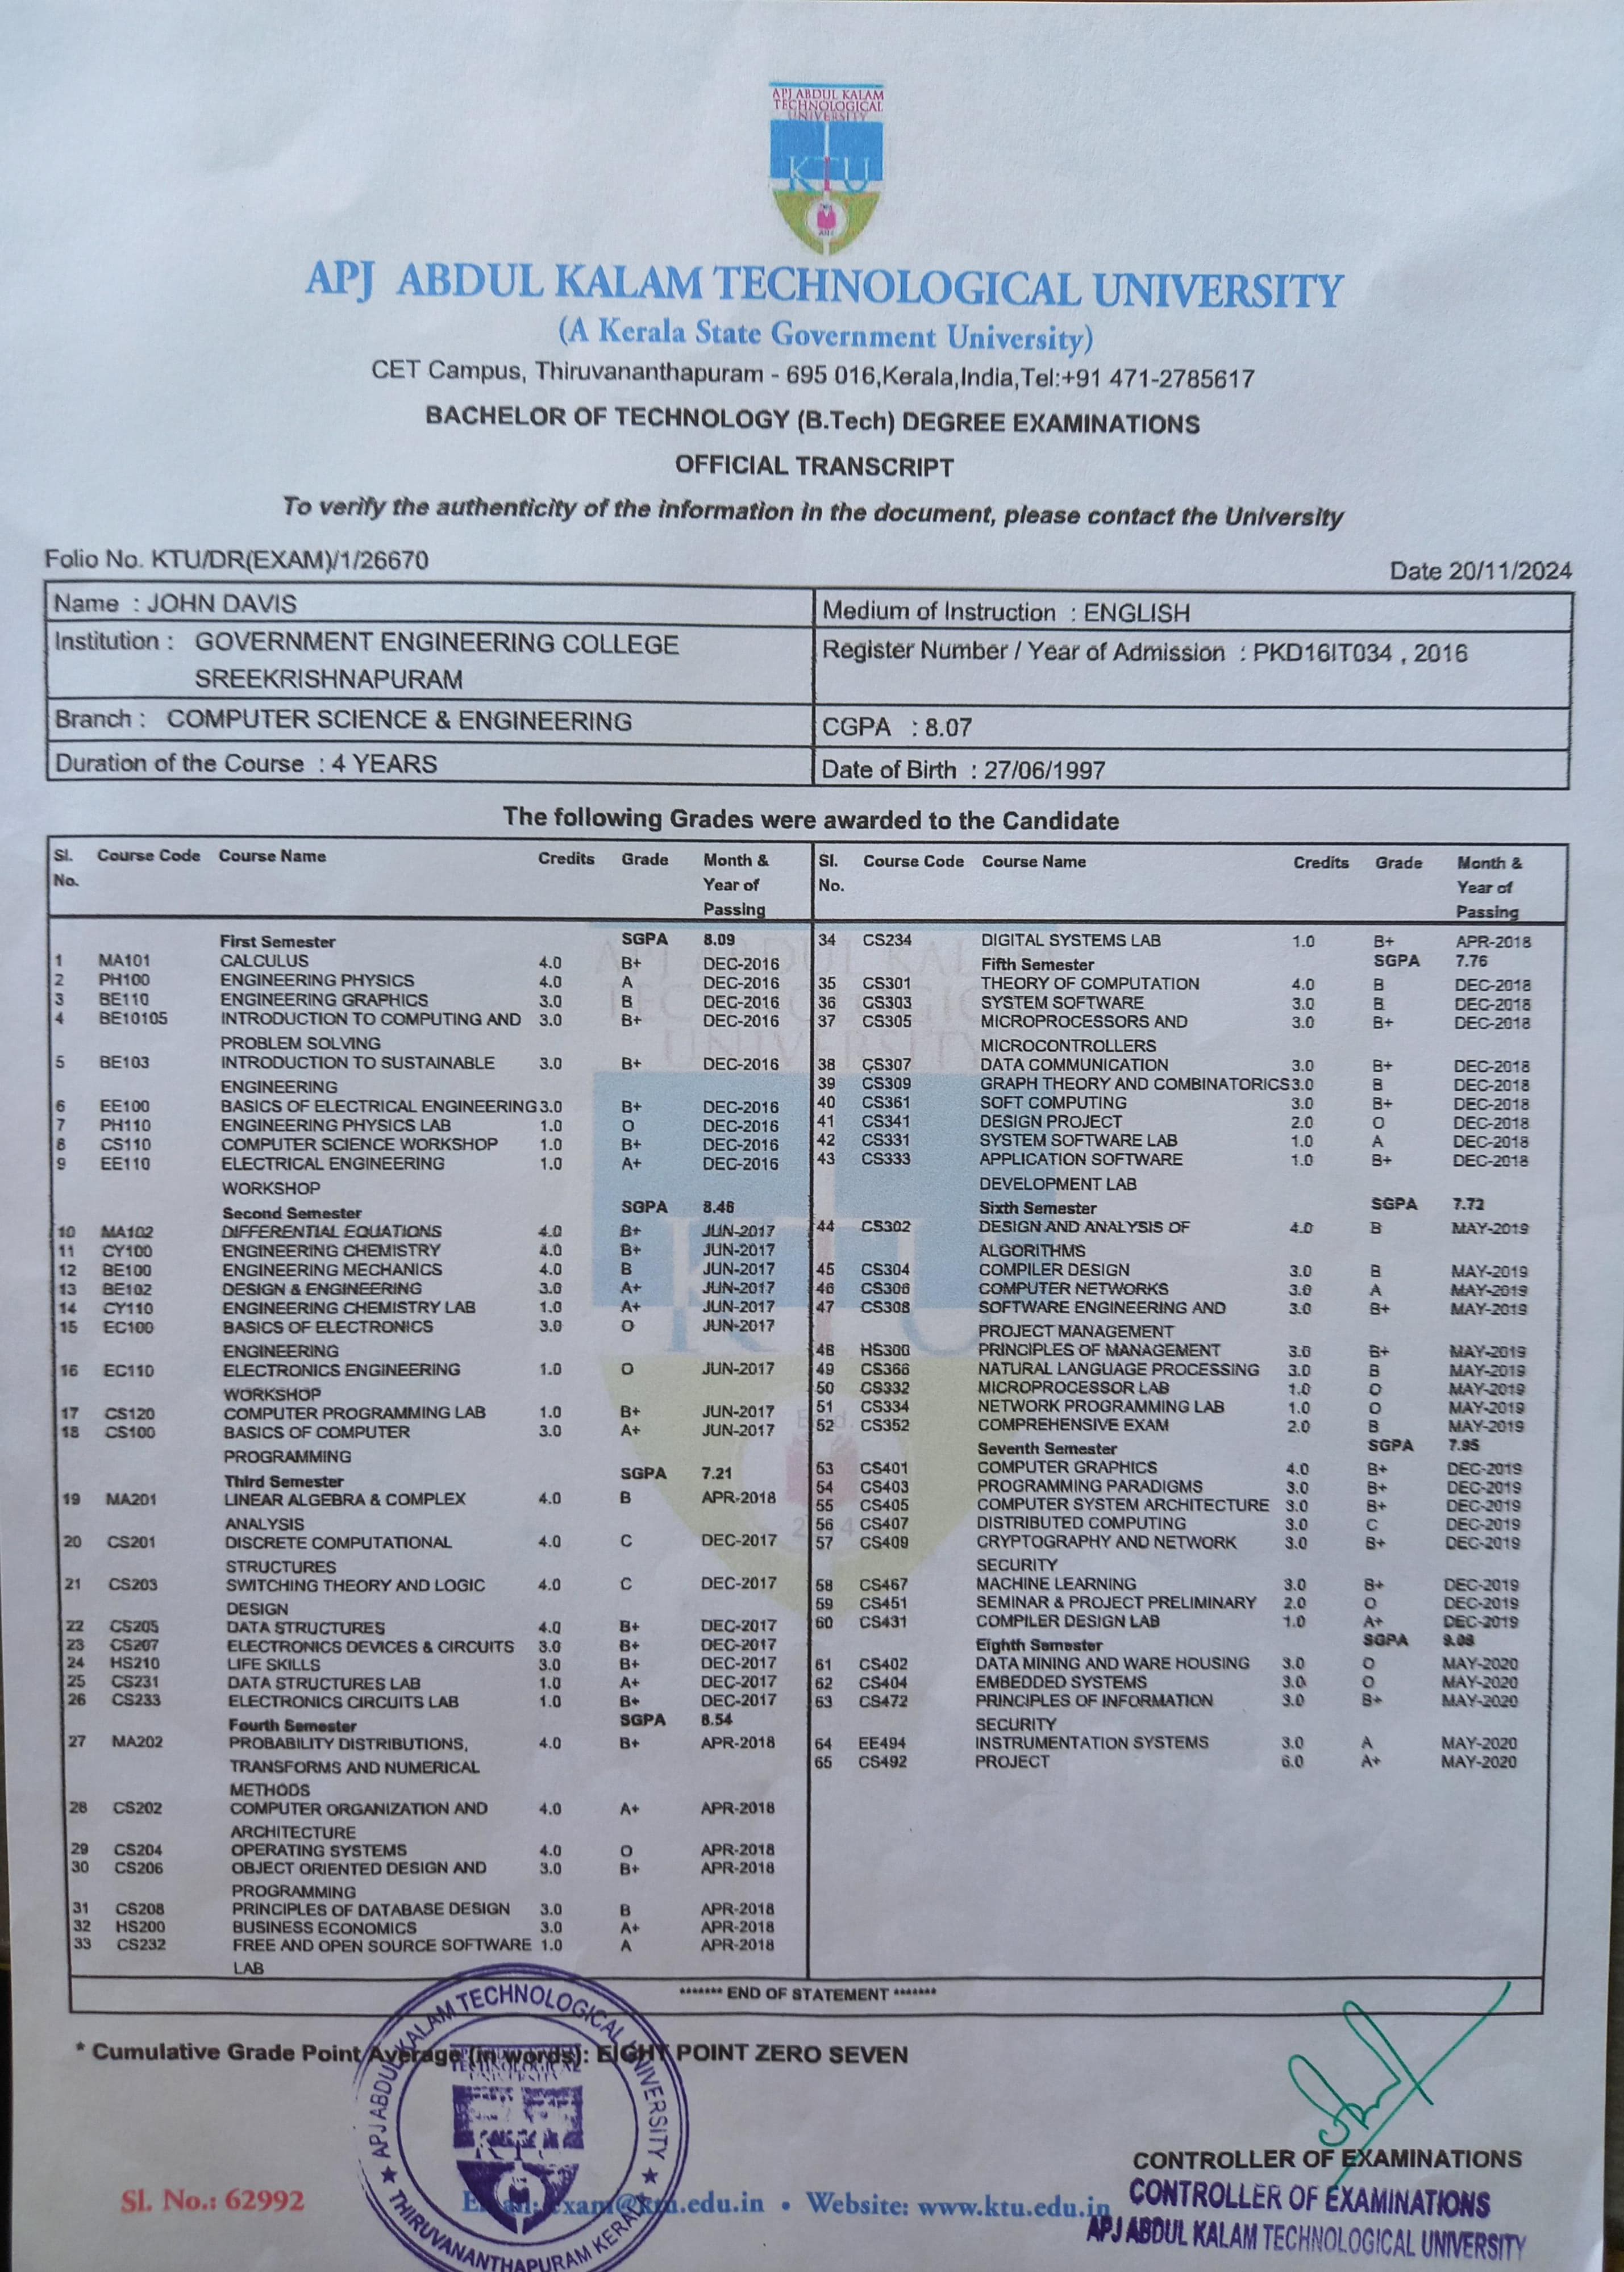 APJ ABDUL KALAM
TECHNOLOGICAL
UNIVERSITY
KTU
APJ ABDUL KALAM TECHNOLOGICAL UNIVERSITY
(A Kerala State Government University)
CET Campus, Thiruvananthapuram - 695 016,Kerala,India,Tel:+91 471-2785617
BACHELOR OF TECHNOLOGY (B.Tech) DEGREE EXAMINATIONS
OFFICIAL TRANSCRIPT
To verify the authenticity of the information in the document, please contact the University
Folio No. KTU/DR(EXAM)/1/26670
Date 20/11/2024
Name : JOHN DAVIS
Medium of Instruction : ENGLISH
Institution : GOVERNMENT ENGINEERING COLLEGE
SREEKRISHNAPURAM
Register Number / Year of Admission : PKD16IT034 , 2016
Branch : COMPUTER SCIENCE & ENGINEERING
CGPA : 8.07
Duration of the Course : 4 YEARS
Date of Birth : 27/06/1997
The following Grades were awarded to the Candidate
Sl. Course Code Course Name Credits Grade Month &
No. Year of
Passing
First Semester SGPA 8.09
1 MA101 CALCULUS 4.0 B+ DEC-2016
2 PH100 ENGINEERING PHYSICS 4.0 A DEC-2016
3 BE110 ENGINEERING GRAPHICS 3.0 B DEC-2016
4 BE10105 INTRODUCTION TO COMPUTING AND 3.0 B+ DEC-2016
PROBLEM SOLVING
5 BE103 INTRODUCTION TO SUSTAINABLE 3.0 B+ DEC-2016
ENGINEERING
6 EE100 BASICS OF ELECTRICAL ENGINEERING 3.0 B+ DEC-2016
7 PH110 ENGINEERING PHYSICS LAB 1.0 O DEC-2016
8 CS110 COMPUTER SCIENCE WORKSHOP 1.0 B+ DEC-2016
9 EE110 ELECTRICAL ENGINEERING 1.0 A+ DEC-2016
WORKSHOP
Second Semester SGPA 8.46
10 MA102 DIFFERENTIAL EQUATIONS 4.0 B+ JUN-2017
11 CY100 ENGINEERING CHEMISTRY 4.0 B+ JUN-2017
12 BE100 ENGINEERING MECHANICS 4.0 B JUN-2017
13 BE102 DESIGN & ENGINEERING 3.0 A+ JUN-2017
14 CY110 ENGINEERING CHEMISTRY LAB 1.0 A+ JUN-2017
15 EC100 BASICS OF ELECTRONICS 3.0 O JUN-2017
ENGINEERING
16 EC110 ELECTRONICS ENGINEERING 1.0 O JUN-2017
WORKSHOP
17 CS120 COMPUTER PROGRAMMING LAB 1.0 B+ JUN-2017
18 CS100 BASICS OF COMPUTER 3.0 A+ JUN-2017
PROGRAMMING
Third Semester SGPA 7.21
19 MA201 LINEAR ALGEBRA & COMPLEX 4.0 B APR-2018
ANALYSIS
20 CS201 DISCRETE COMPUTATIONAL 4.0 C DEC-2017
STRUCTURES
21 CS203 SWITCHING THEORY AND LOGIC 4.0 C DEC-2017
DESIGN
22 CS205 DATA STRUCTURES 4.0 B+ DEC-2017
23 CS207 ELECTRONICS DEVICES & CIRCUITS 3.0 B+ DEC-2017
24 HS210 LIFE SKILLS 3.0 B+ DEC-2017
25 CS231 DATA STRUCTURES LAB 1.0 A+ DEC-2017
26 CS233 ELECTRONICS CIRCUITS LAB 1.0 B+ DEC-2017
Fourth Semester SGPA 8.54
27 MA202 PROBABILITY DISTRIBUTIONS, 4.0 B+ APR-2018
TRANSFORMS AND NUMERICAL
METHODS
28 CS202 COMPUTER ORGANIZATION AND 4.0 A+ APR-2018
ARCHITECTURE
29 CS204 OPERATING SYSTEMS 4.0 O APR-2018
30 CS206 OBJECT ORIENTED DESIGN AND 3.0 B+ APR-2018
PROGRAMMING
31 CS208 PRINCIPLES OF DATABASE DESIGN 3.0 B APR-2018
32 HS200 BUSINESS ECONOMICS 3.0 A+ APR-2018
33 CS232 FREE AND OPEN SOURCE SOFTWARE 1.0 A APR-2018
LAB
Sl. Course Code Course Name Credits Grade Month &
No. Year of
Passing
34 CS234 DIGITAL SYSTEMS LAB 1.0 B+ APR-2018
Fifth Semester SGPA 7.76
35 CS301 THEORY OF COMPUTATION 4.0 B DEC-2018
36 CS303 SYSTEM SOFTWARE 3.0 B DEC-2018
37 CS305 MICROPROCESSORS AND 3.0 B+ DEC-2018
MICROCONTROLLERS
38 CS307 DATA COMMUNICATION 3.0 B+ DEC-2018
39 CS309 GRAPH THEORY AND COMBINATORICS 3.0 B DEC-2018
40 CS361 SOFT COMPUTING 3.0 B+ DEC-2018
41 CS341 DESIGN PROJECT 2.0 O DEC-2018
42 CS331 SYSTEM SOFTWARE LAB 1.0 A DEC-2018
43 CS333 APPLICATION SOFTWARE 1.0 B+ DEC-2018
DEVELOPMENT LAB
Sixth Semester SGPA 7.72
44 CS302 DESIGN AND ANALYSIS OF 4.0 B MAY-2019
ALGORITHMS
45 CS304 COMPILER DESIGN 3.0 B MAY-2019
46 CS306 COMPUTER NETWORKS 3.0 A MAY-2019
47 CS308 SOFTWARE ENGINEERING AND 3.0 B+ MAY-2019
PROJECT MANAGEMENT
48 HS300 PRINCIPLES OF MANAGEMENT 3.0 B+ MAY-2019
49 CS366 NATURAL LANGUAGE PROCESSING 3.0 B MAY-2019
50 CS332 MICROPROCESSOR LAB 1.0 O MAY-2019
51 CS334 NETWORK PROGRAMMING LAB 1.0 O MAY-2019
52 CS352 COMPREHENSIVE EXAM 2.0 B MAY-2019
Seventh Semester SGPA 7.95
53 CS401 COMPUTER GRAPHICS 4.0 B+ DEC-2019
54 CS403 PROGRAMMING PARADIGMS 3.0 B+ DEC-2019
55 CS405 COMPUTER SYSTEM ARCHITECTURE 3.0 B+ DEC-2019
56 CS407 DISTRIBUTED COMPUTING 3.0 C DEC-2019
57 CS409 CRYPTOGRAPHY AND NETWORK 3.0 B+ DEC-2019
SECURITY
58 CS467 MACHINE LEARNING 3.0 B+ DEC-2019
59 CS451 SEMINAR & PROJECT PRELIMINARY 2.0 O DEC-2019
60 CS431 COMPILER DESIGN LAB 1.0 A+ DEC-2019
Eighth Semester SGPA 9.08
61 CS402 DATA MINING AND WARE HOUSING 3.0 O MAY-2020
62 CS404 EMBEDDED SYSTEMS 3.0 O MAY-2020
63 CS472 PRINCIPLES OF INFORMATION 3.0 B+ MAY-2020
SECURITY
64 EE494 INSTRUMENTATION SYSTEMS 3.0 A MAY-2020
65 CS492 PROJECT 6.0 A+ MAY-2020
******* END OF STATEMENT *******
* Cumulative Grade Point Average (in words): EIGHT POINT ZERO SEVEN
APJ ABDUL KALAM TECHNOLOGICAL UNIVERSITY
THIRUVANANTHAPURAM KERALA
CONTROLLER OF EXAMINATIONS
CONTROLLER OF EXAMINATIONS
APJ ABDUL KALAM TECHNOLOGICAL UNIVERSITY
Sl. No.: 62992
Email: exam@ktu.edu.in • Website: www.ktu.edu.in